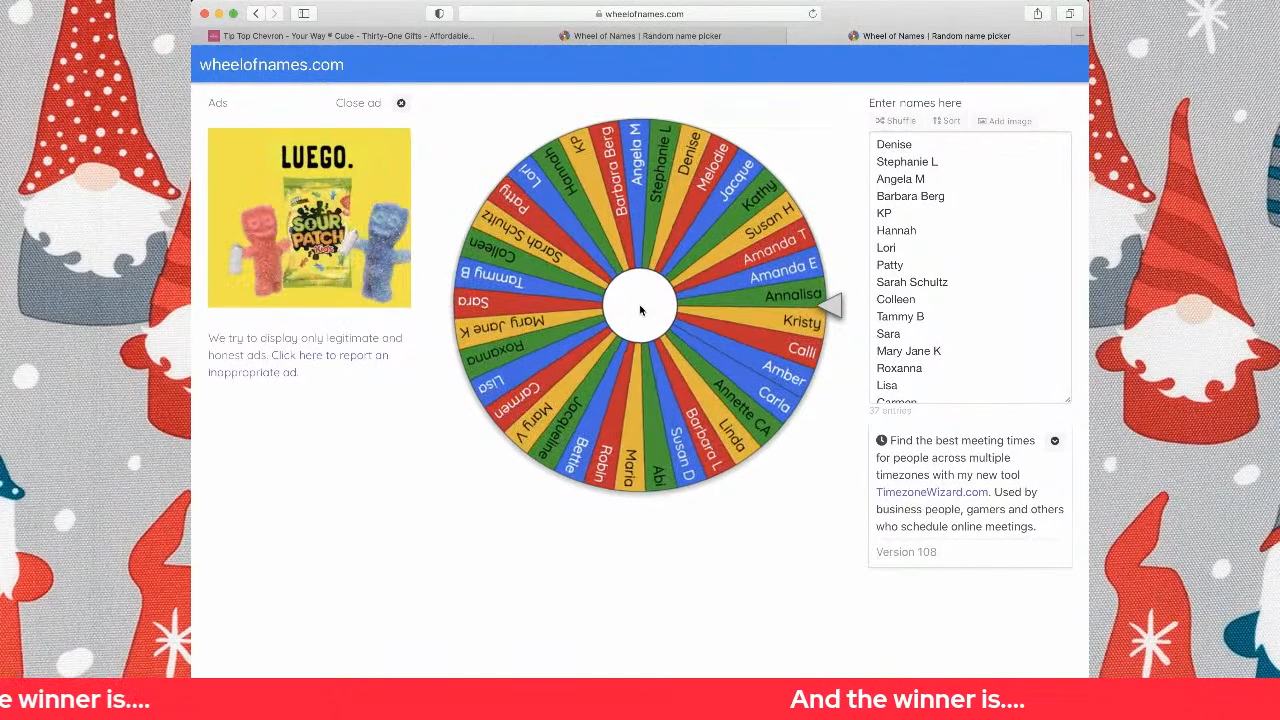 wheelofnames.com
Tip Top Chevron - Your Way ® Cube - Thirty-One Gifts - Affordable...
Wheel of Names | Random name picker
Wheel of Names | Random name picker
wheelofnames.com
Ads
Close ad
LUEGO.
SOUR
PATCH
Kids
We try to display only legitimate and
honest ads. Click here to report an
inappropriate ad.
Angela M
Stephanie L
Denise
Melodie
Jacque
Kathy
Susan H
Amanda T
Amanda E
Annalisa
Kristy
Calli
Amber
Carla
Annette CA
Linda
Barbara L
Susan D
Abi
Maria
Robin
Bettie
Jacqueline
Mary V
Carmen
Lisa
Roxanna
Mary Jane K
Sara
Tammy B
Colleen
Sarah Schultz
Patty
Lori
Hannah
KP
Barbara Berg
Enter names here
Shuffle
Sort
Add image
Denise
Stephanie L
Angela M
Barbara Berg
KP
Hannah
Lori
Patty
Sarah Schultz
Colleen
Tammy B
Sara
Mary Jane K
Roxanna
Lisa
Carmen
37 entries
Find the best meeting times
for people across multiple
timezones with my new tool
TimezoneWizard.com. Used by
business people, gamers and others
who schedule online meetings.
Version 108
e winner is....
And the winner is....